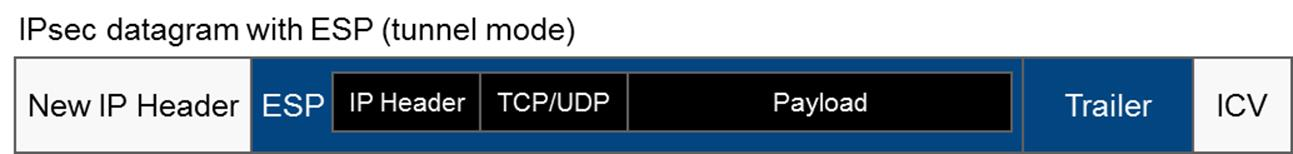 IPsec datagram with ESP (tunnel mode)
New IP Header ESP IP Header TCP/UDP Payload Trailer ICV